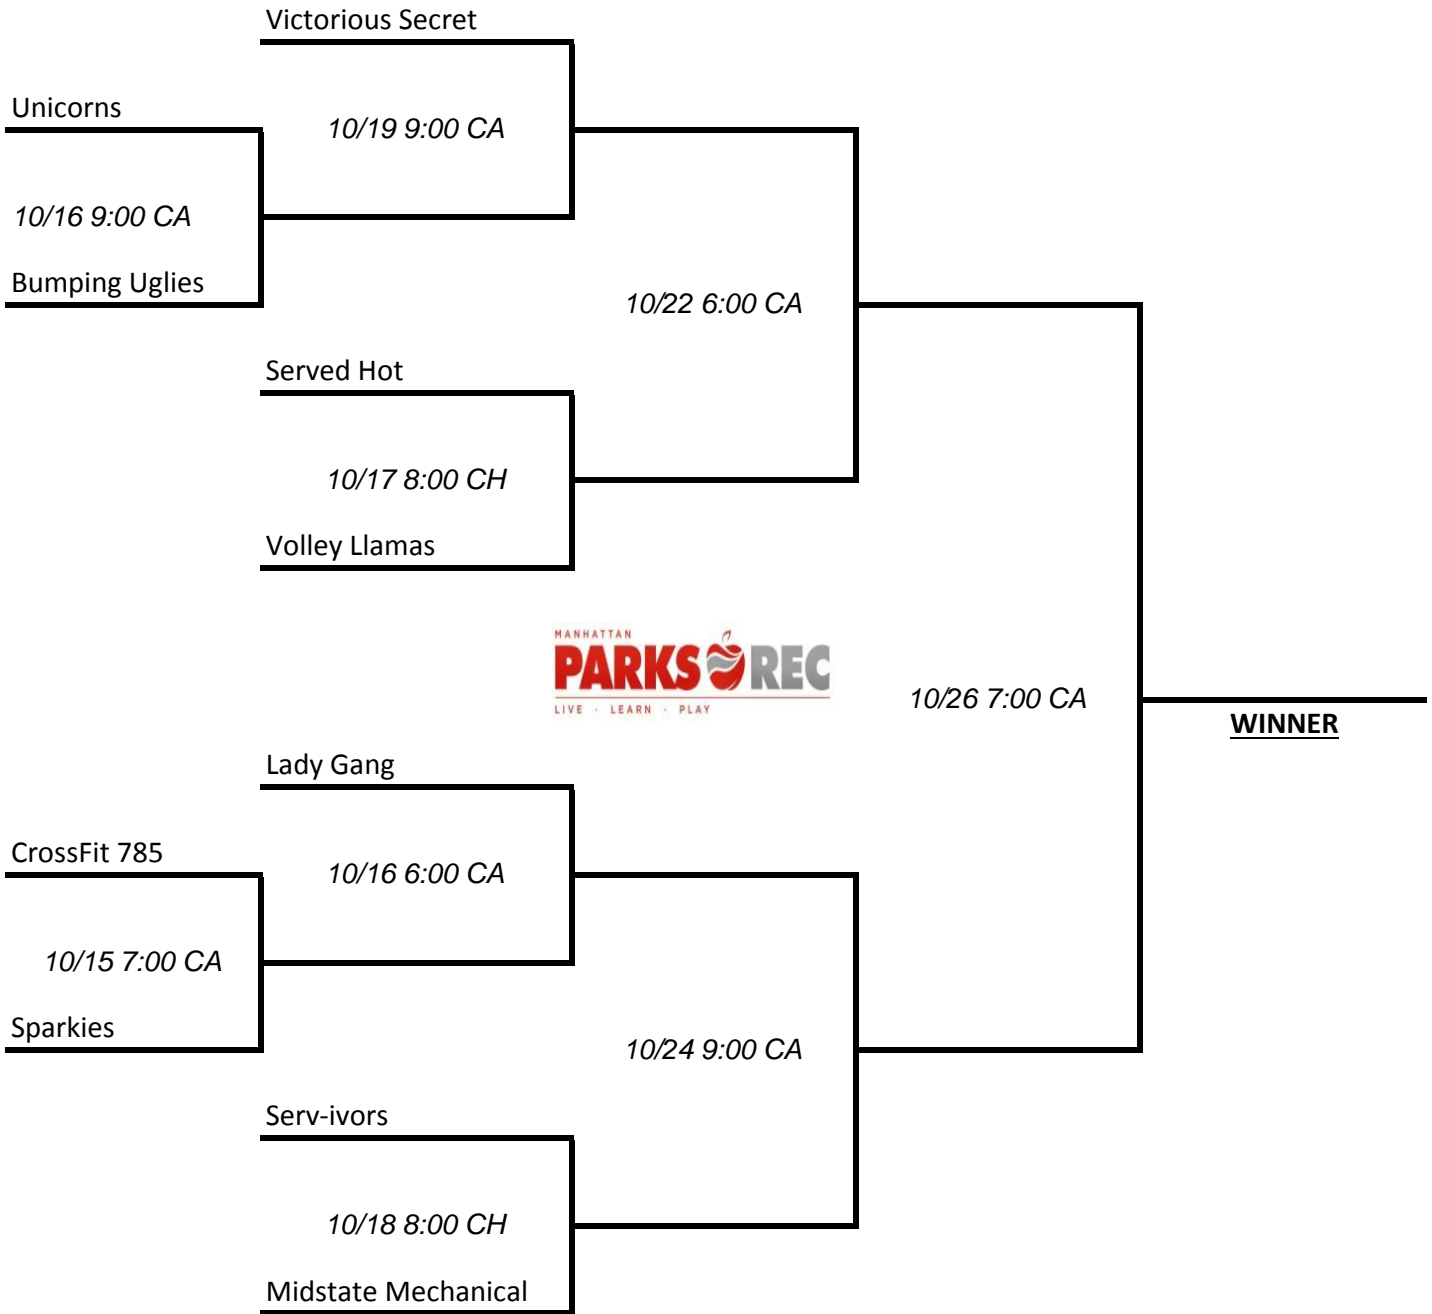 Victorious Secret
Unicorns
10/19 9:00 CA
10/16 9:00 CA
Bumping Uglies
10/22 6:00 CA
Served Hot
10/17 8:00 CH
Volley Llamas
MANHATTAN
PARKS REC
LIVE - LEARN - PLAY
10/26 7:00 CA
WINNER
Lady Gang
CrossFit 785
10/16 6:00 CA
10/15 7:00 CA
Sparkies
10/24 9:00 CA
Serv-ivors
10/18 8:00 CH
Midstate Mechanical